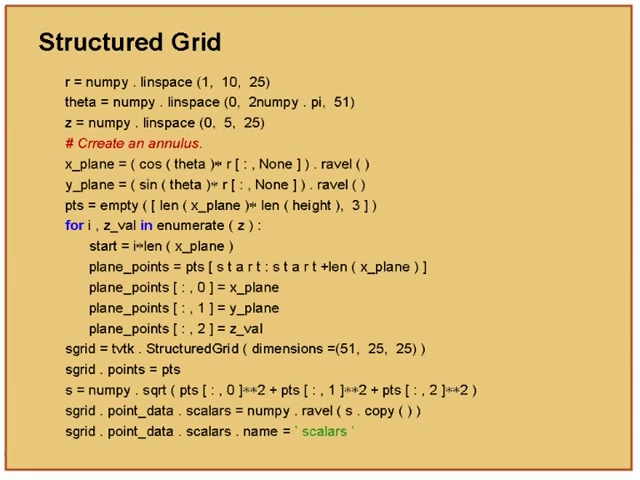 Structured Grid
r = numpy . linspace (1, 10, 25)
theta = numpy . linspace (0, 2numpy . pi, 51)
z = numpy . linspace (0, 5, 25)
# Crreate an annulus.
x_plane = ( cos ( theta )* r [ : , None ] ) . ravel ( )
y_plane = ( sin ( theta )* r [ : , None ] ) . ravel ( )
pts = empty ( [ len ( x_plane )* len ( height ), 3 ] )
for i , z_val in enumerate ( z ) :
start = i*len ( x_plane )
plane_points = pts [ s t a r t : s t a r t +len ( x_plane ) ]
plane_points [ : , 0 ] = x_plane
plane_points [ : , 1 ] = y_plane
plane_points [ : , 2 ] = z_val
sgrid = tvtk . StructuredGrid ( dimensions =(51, 25, 25) )
sgrid . points = pts
s = numpy . sqrt ( pts [ : , 0 ]**2 + pts [ : , 1 ]**2 + pts [ : , 2 ]**2 )
sgrid . point_data . scalars = numpy . ravel ( s . copy ( ) )
sgrid . point_data . scalars . name = ’ scalars ’